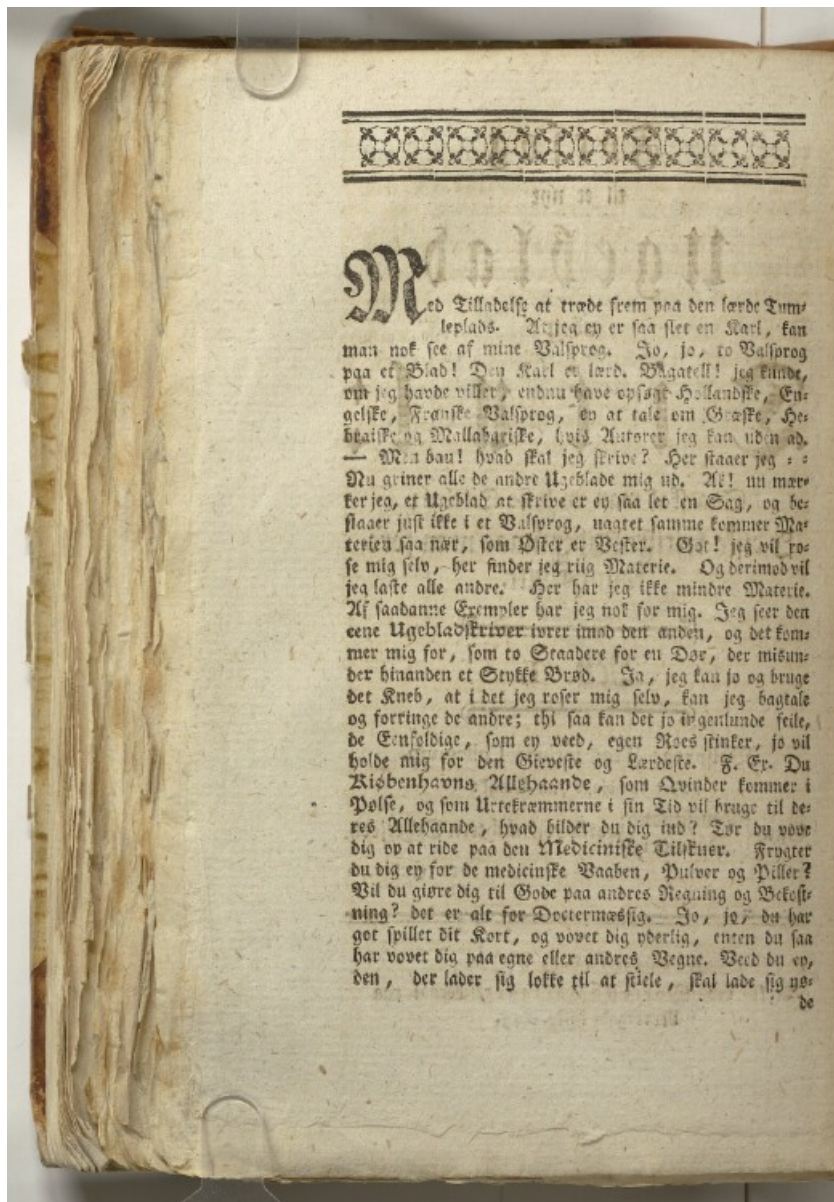 Med Tilladelse at træde frem paa den lærde Tum-
leplads. At jeg ey er saa slet en Karl, kan
man nok see af mine Valsprog. Jo, jo, to Valsprog
paa et Blad! Den Karl er lærd. Bagatell! jeg kunde,
om jeg havde villet, endnu have opsøgt Hollandske, En-
gelske, Franske Valsprog, ey at tale om Græske, He-
braiske og Mallabariske, hvis Autorer jeg kan uden ad.
— Men hau! hvad skal jeg skrive? Her staaer jeg = =
Nu griner alle de andre Ugeblade mig ud. Ak! nu mær-
ker jeg, et Ugeblad at skrive er ey saa let en Sag, og be-
staaer just ikke i et Valsprog, uagtet samme kommer Ma-
terien saa nær, som Øster er Vester. Got! jeg vil ro-
se mig selv, her finder jeg riig Materie. Og derimod vil
jeg laste alle andre. Her har jeg ikke mindre Materie.
Af saadanne Exempler har jeg nok for mig. Jeg seer den
eene Ugebladskriver ivrer imod den anden, og det kom-
mer mig for, som to Staadere for en Dør, der misun-
der hinanden et Stykke Brød. Ja, jeg kan jo og bruge
det Kneb, at i det jeg roser mig selv, kan jeg bagtale
og forringe de andre; thi saa kan det jo ingenlunde feile,
de Eenfoldige, som ey veed, egen Roes stinker, jo vil
holde mig for den Gieveste og Lærdeste. F. Ex. Du
Kiøbenhavns Allehaande, som Qvinder kommer i
Pølse, og som Urtekræmmerne i sin Tid vil bruge til de-
res Allehaande, hvad bilder du dig ind? Tør du vove
dig op at ride paa den Medicinske Tilskuer. Frygter
du dig ey for de medicinske Vaaben, Pulver og Piller?
Vil du giøre dig til Gode paa andres Regning og Bekost-
ning? det er alt for Doctermæssig. Jo, jo, du har
got spillet dit Kort, og vovet dig yderlig, enten du saa
har vovet dig paa egne eller andres Vegne. Veed du ey,
den, der lader sig lokke til at stiele, skal lade sig no-
de